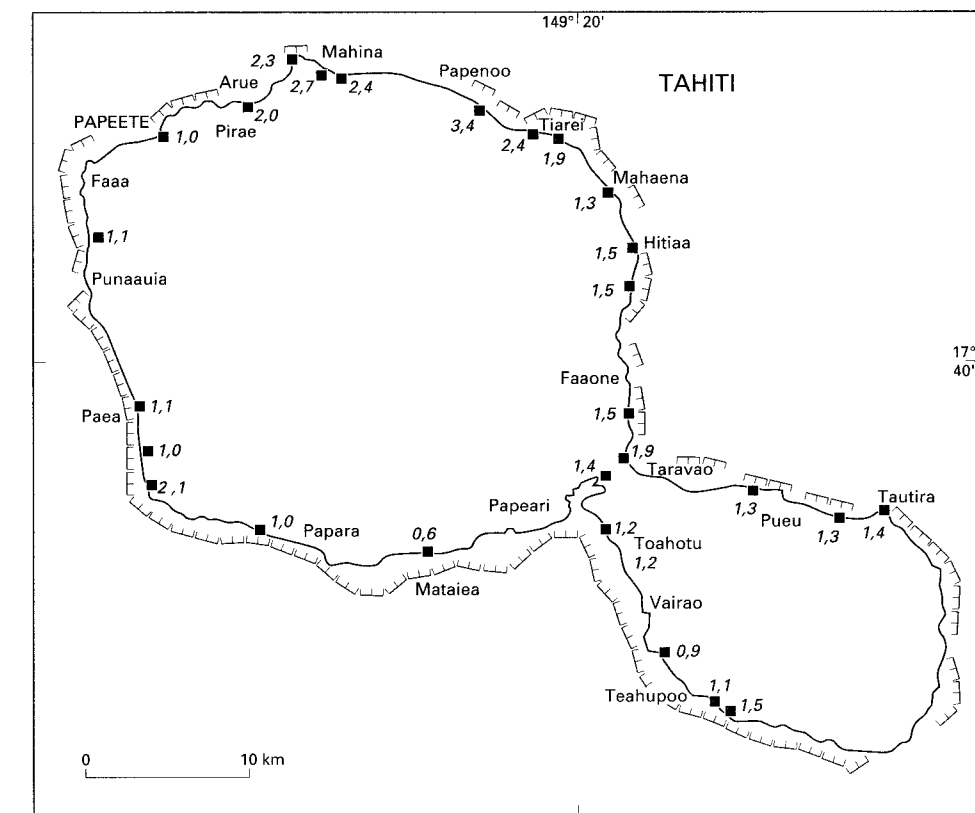 149° 20'
TAHITI
2,3
Mahina
2,7
2,4
Arue
Papenoo
2,0
PAPEETE
1,0
Pirae
3,4
Tiarei
2,4
1,9
Faaa
Mahaena
1,3
1,1
Hitiaa
1,5
Punaauia
1,5
17°
40'
Faaone
Paea
1,1
1,5
1,0
1,9
1,4
Taravao
2,1
1,3
Tautira
Papeari
Pueu
1,3
1,4
1,0
Papara
0,6
1,2
Toahotu
1,2
Mataiea
Vairao
0,9
Teahupoo
1,1
1,5
0
10 km